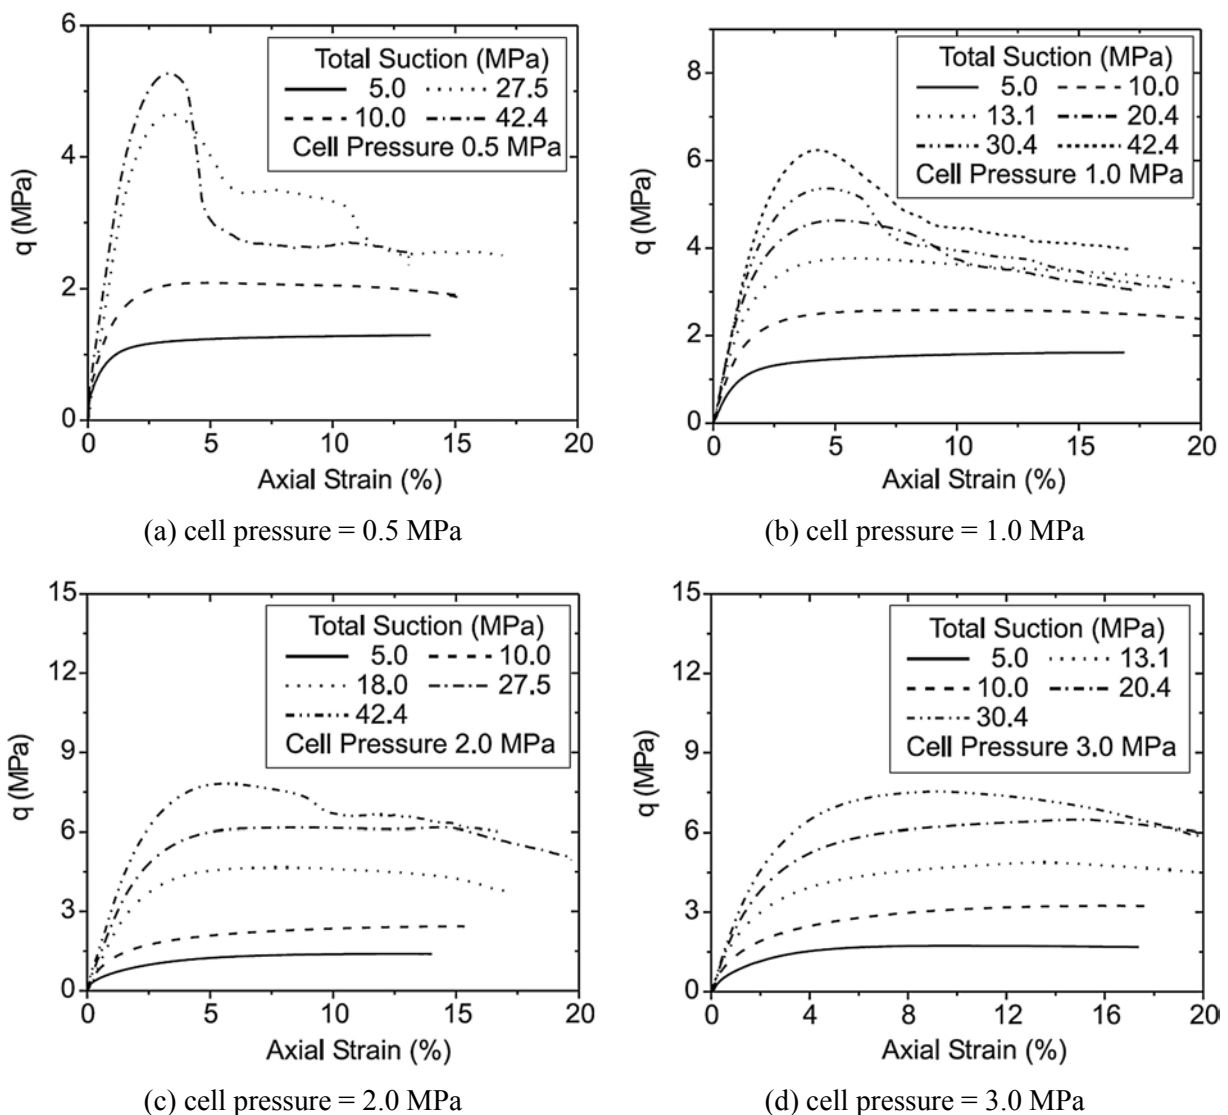 6
4
2
0
q (MPa)
Total Suction (MPa)
5.0 27.5
10.0 42.4
Cell Pressure 0.5 MPa
0 5 10 15 20
Axial Strain (%)
(a) cell pressure = 0.5 MPa
8
6
4
2
0
q (MPa)
Total Suction (MPa)
5.0 10.0
13.1 20.4
30.4 42.4
Cell Pressure 1.0 MPa
0 5 10 15 20
Axial Strain (%)
(b) cell pressure = 1.0 MPa
15
12
9
6
3
0
q (MPa)
Total Suction (MPa)
5.0 10.0
18.0 27.5
42.4
Cell Pressure 2.0 MPa
0 5 10 15 20
Axial Strain (%)
(c) cell pressure = 2.0 MPa
15
12
9
6
3
0
q (MPa)
Total Suction (MPa)
5.0 13.1
10.0 20.4
30.4
Cell Pressure 3.0 MPa
0 4 8 12 16 20
Axial Strain (%)
(d) cell pressure = 3.0 MPa